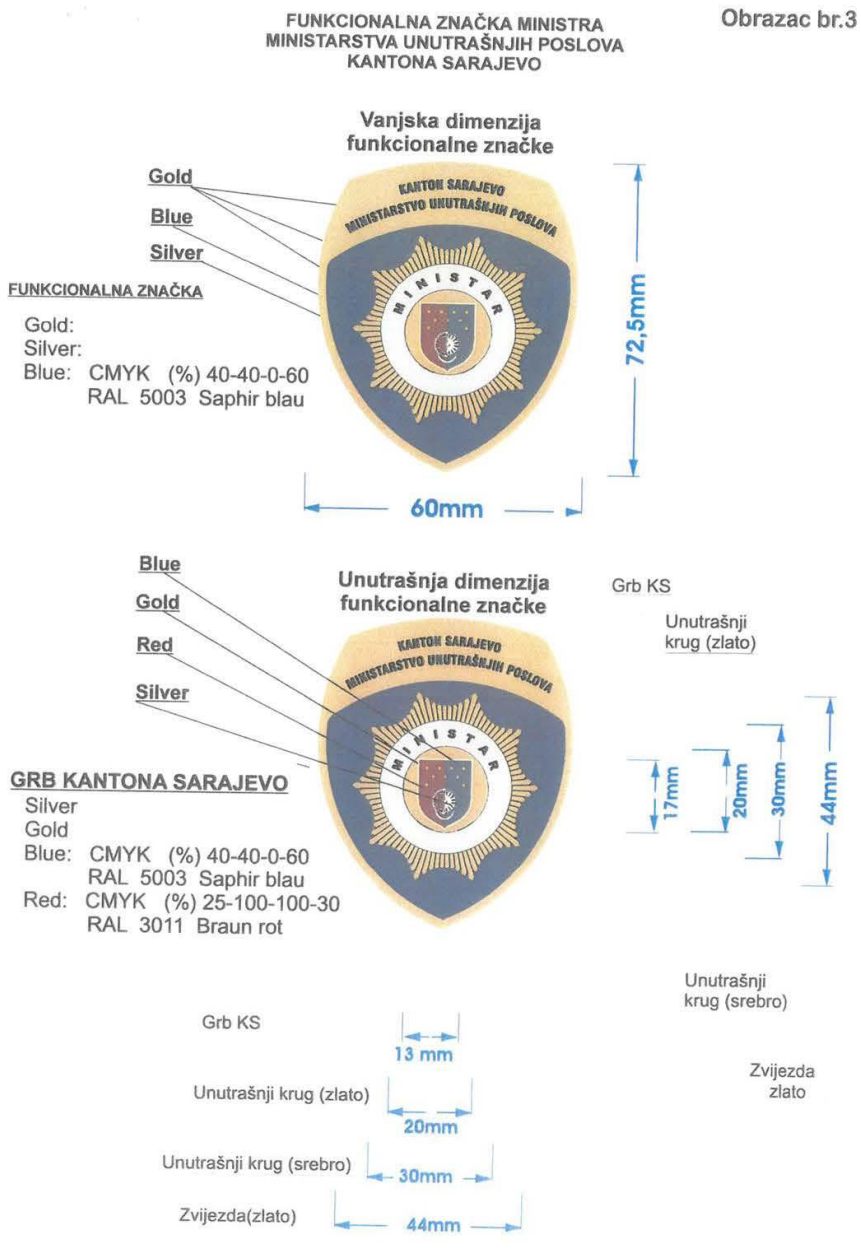 Obrazac br.3
FUNKCIONALNA ZNAČKA MINISTRA
MINISTARSTVA UNUTRAŠNJIH POSLOVA
KANTONA SARAJEVO
Vanjska dimenzija
funkcionalne značke
Gold
Blue
Silver
KANTON SARAJEVO
MINISTARSTVO UNUTRAŠNJIH POSLOVA
MINISTAR
72,5mm
60mm
FUNKCIONALNA ZNAČKA
Gold:
Silver:
Blue: CMYK (%) 40-40-0-60
RAL 5003 Saphir blau
Blue
Gold
Red
Silver
Unutrašnja dimenzija
funkcionalne značke
KANTON SARAJEVO
MINISTARSTVO UNUTRAŠNJIH POSLOVA
MINISTAR
Grb KS
Unutrašnji
krug (zlato)
17mm
20mm
30mm
44mm
GRB KANTONA SARAJEVO
Silver
Gold
Blue: CMYK (%) 40-40-0-60
RAL 5003 Saphir blau
Red: CMYK (%) 25-100-100-30
RAL 3011 Braun rot
Unutrašnji
krug (srebro)
Zvijezda
zlato
Grb KS
13 mm
Unutrašnji krug (zlato)
20mm
Unutrašnji krug (srebro)
30mm
Zvijezda(zlato)
44mm